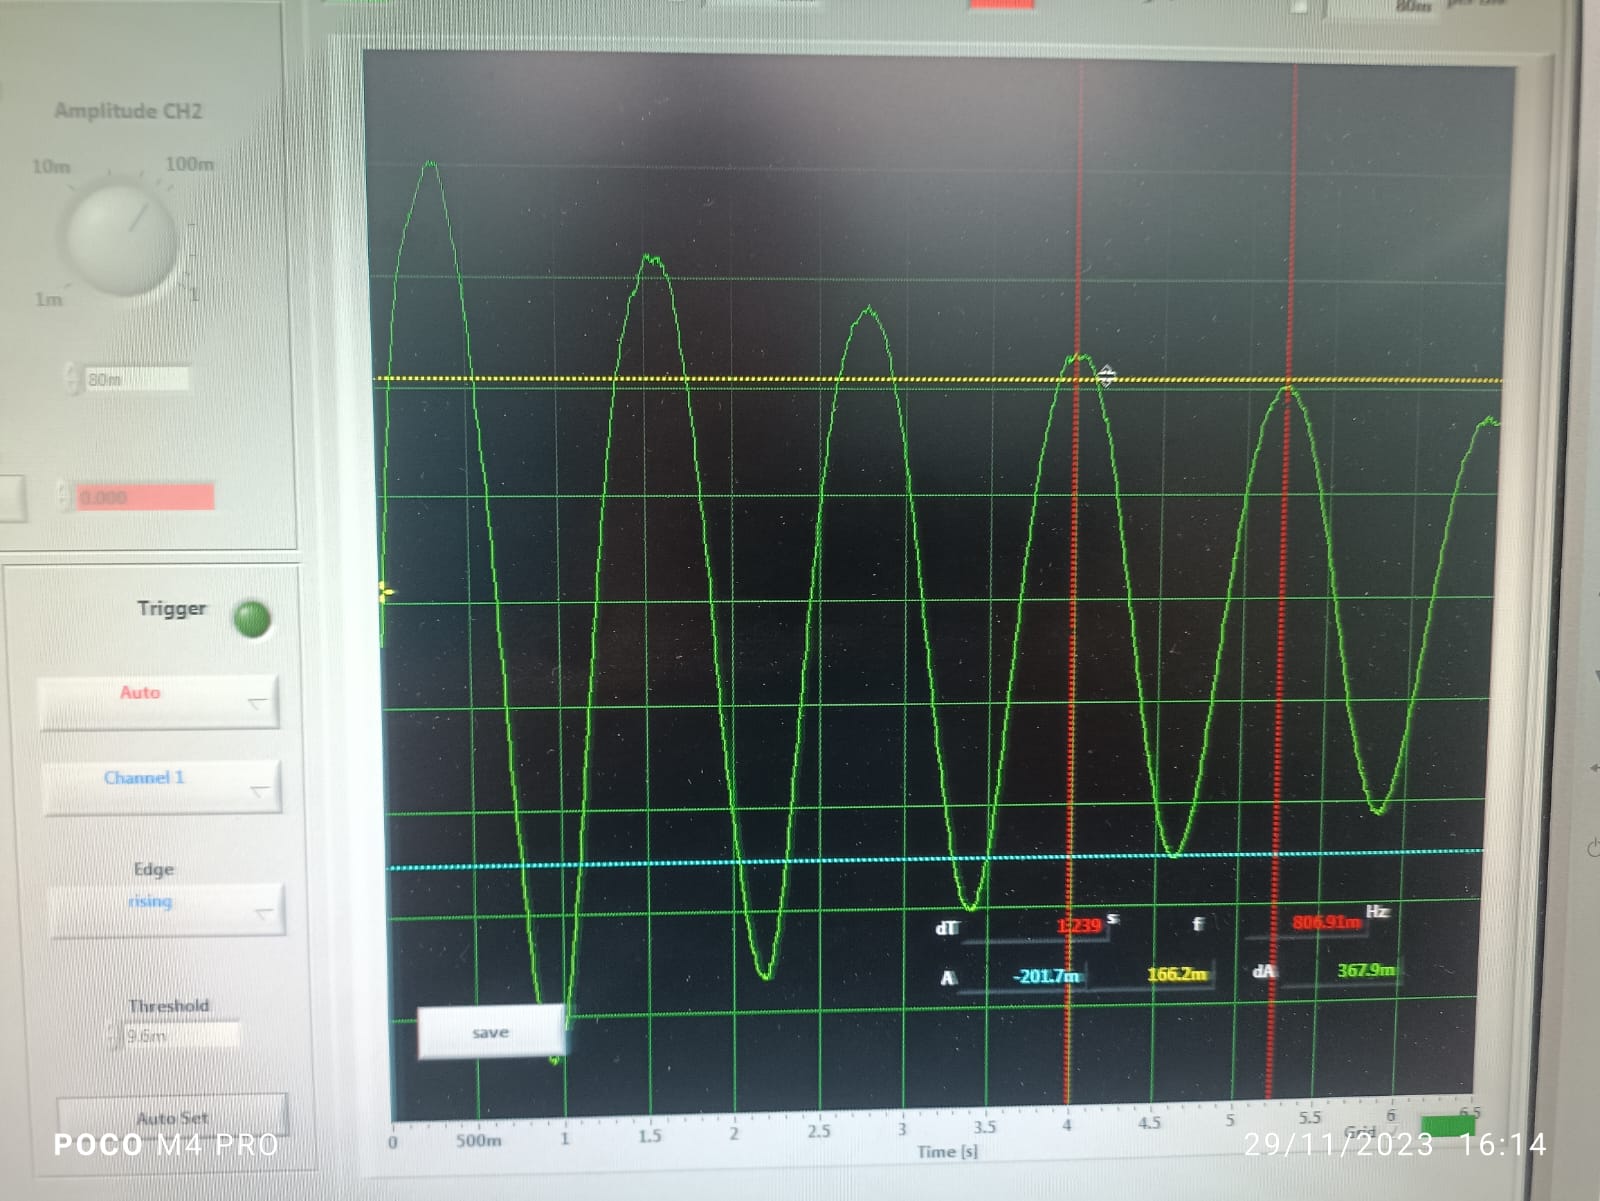 80m per Div
Amplitude CH2
10m
100m
1m
1
80m
0.000
Trigger
Auto
Channel 1
Edge
rising
Threshold
9.6m
Auto Set
save
dT
1.239
s
f
806.91m
Hz
A
-201.7m
166.2m
dA
367.9m
0
500m
1
1.5
2
2.5
3
3.5
4
4.5
5
5.5
6
6.5
Time [s]
Grid
POCO M4 PRO
29/11/2023 16:14